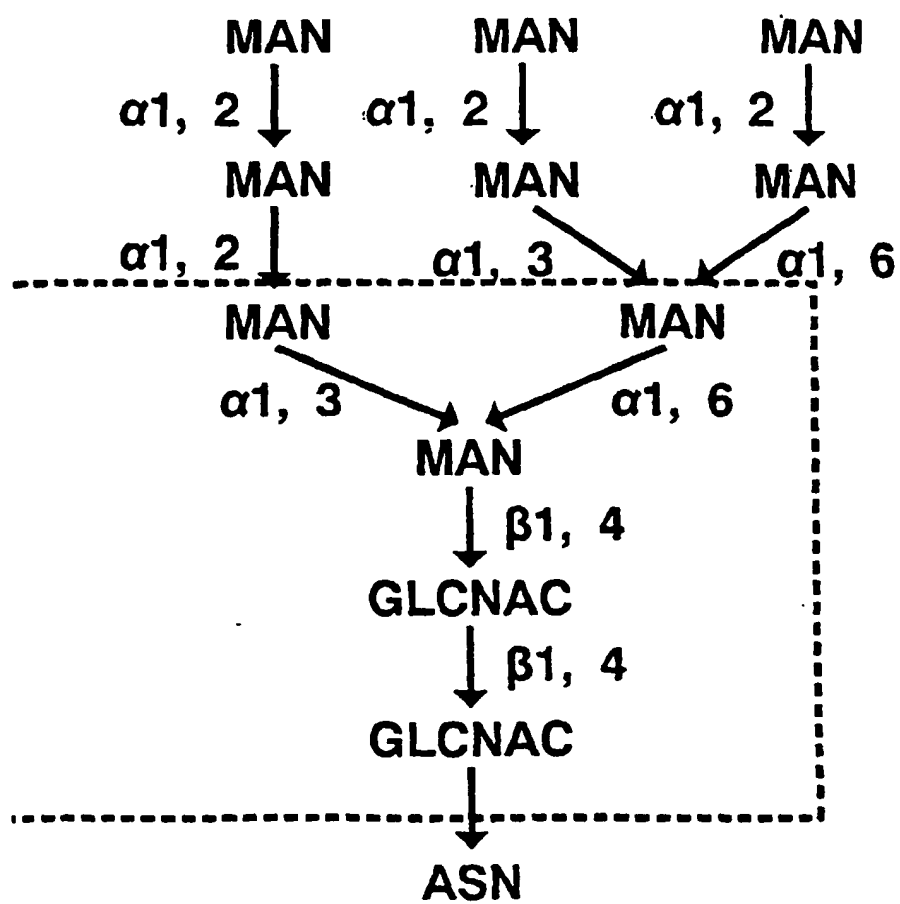 MAN MAN MAN
α1, 2 α1, 2 α1, 2
MAN MAN MAN
α1, 2 α1, 3 α1, 6
MAN MAN
α1, 3 α1, 6
MAN
β1, 4
GLCNAC
β1, 4
GLCNAC
ASN